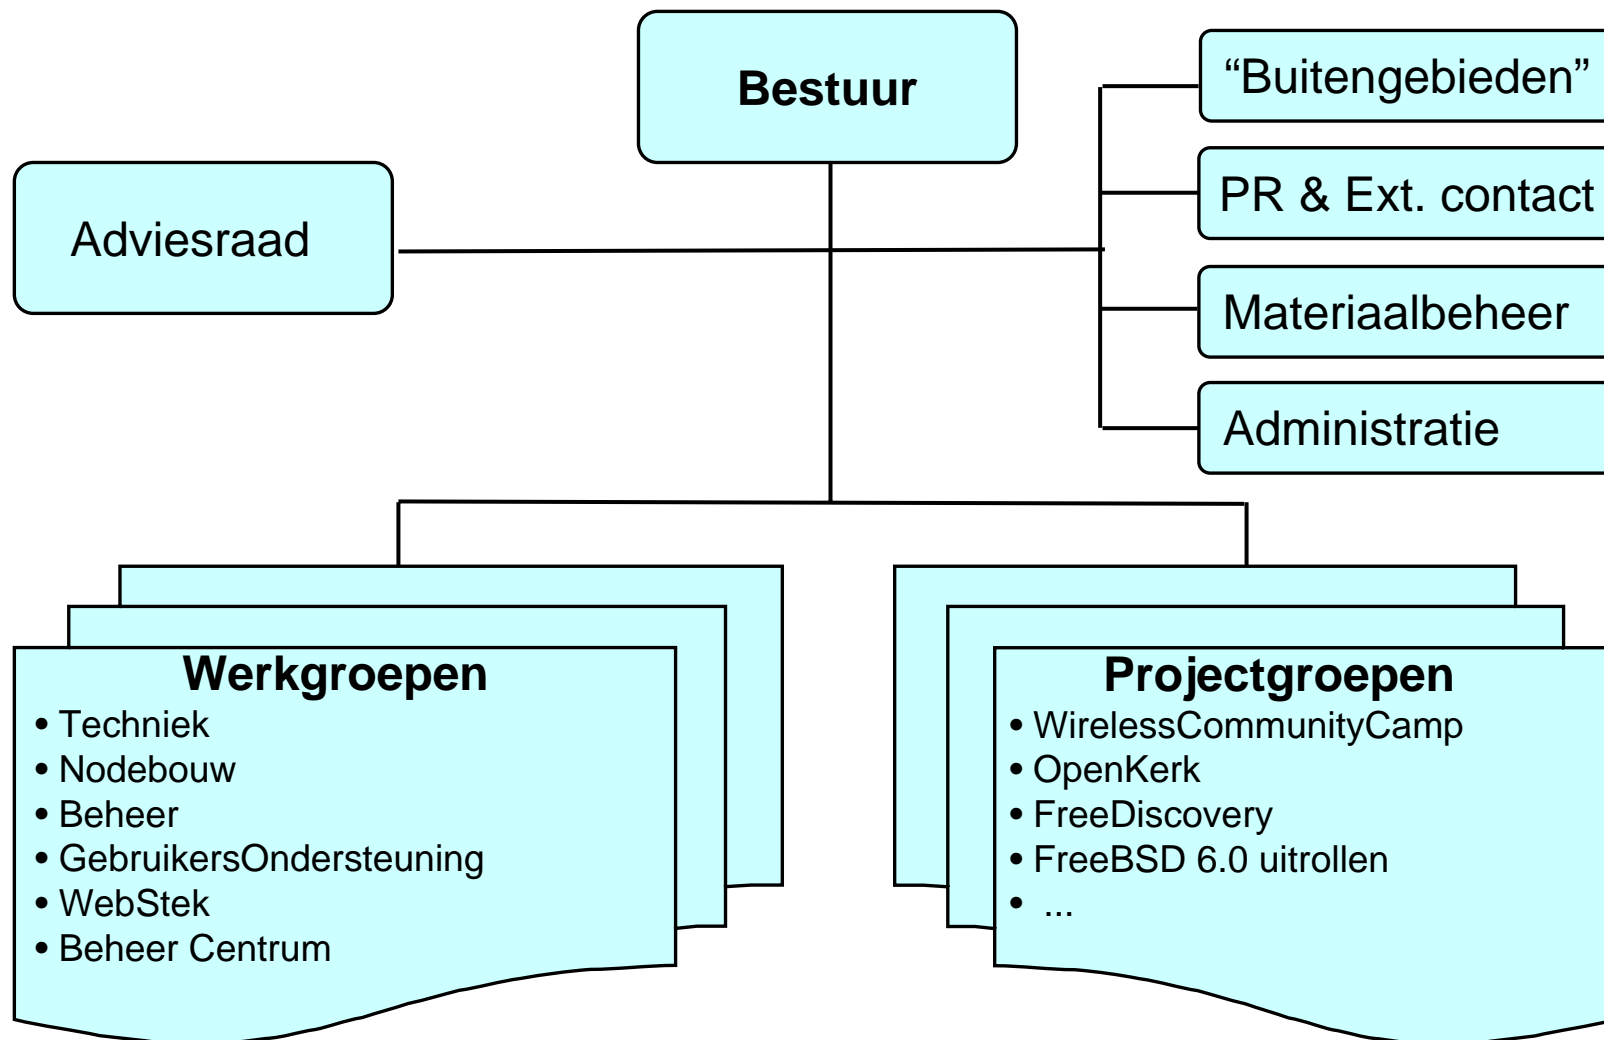 Bestuur
“Buitengebieden”
PR & Ext. contact
Adviesraad
Materiaalbeheer
Administratie
Werkgroepen
• Techniek
• Nodebouw
• Beheer
• GebruikersOndersteuning
• WebStek
• Beheer Centrum
Projectgroepen
• WirelessCommunityCamp
• OpenKerk
• FreeDiscovery
• FreeBSD 6.0 uitrollen
• ...